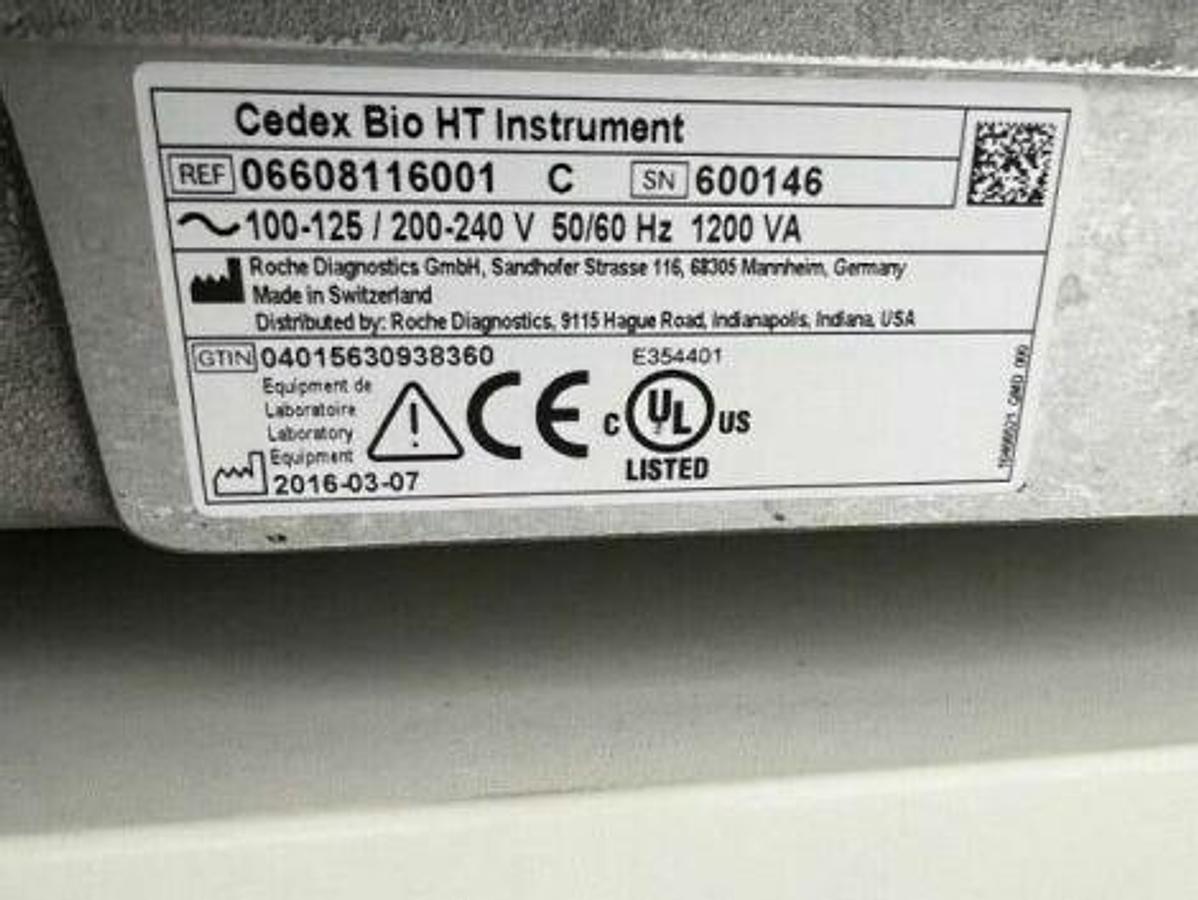 Cedex Bio HT Instrument
REF 06608116001 C SN 600146
100-125 / 200-240 V 50/60 Hz 1200 VA
Roche Diagnostics GmbH, Sandhofer Strasse 116, 68305 Mannheim, Germany
Made in Switzerland
Distributed by: Roche Diagnostics, 9115 Hague Road, Indianapolis, Indiana, USA
GTIN 04015630938360
E354401
Equipment de
Laboratoire
Laboratory
Equipment
2016-03-07
CE
C UL US
LISTED